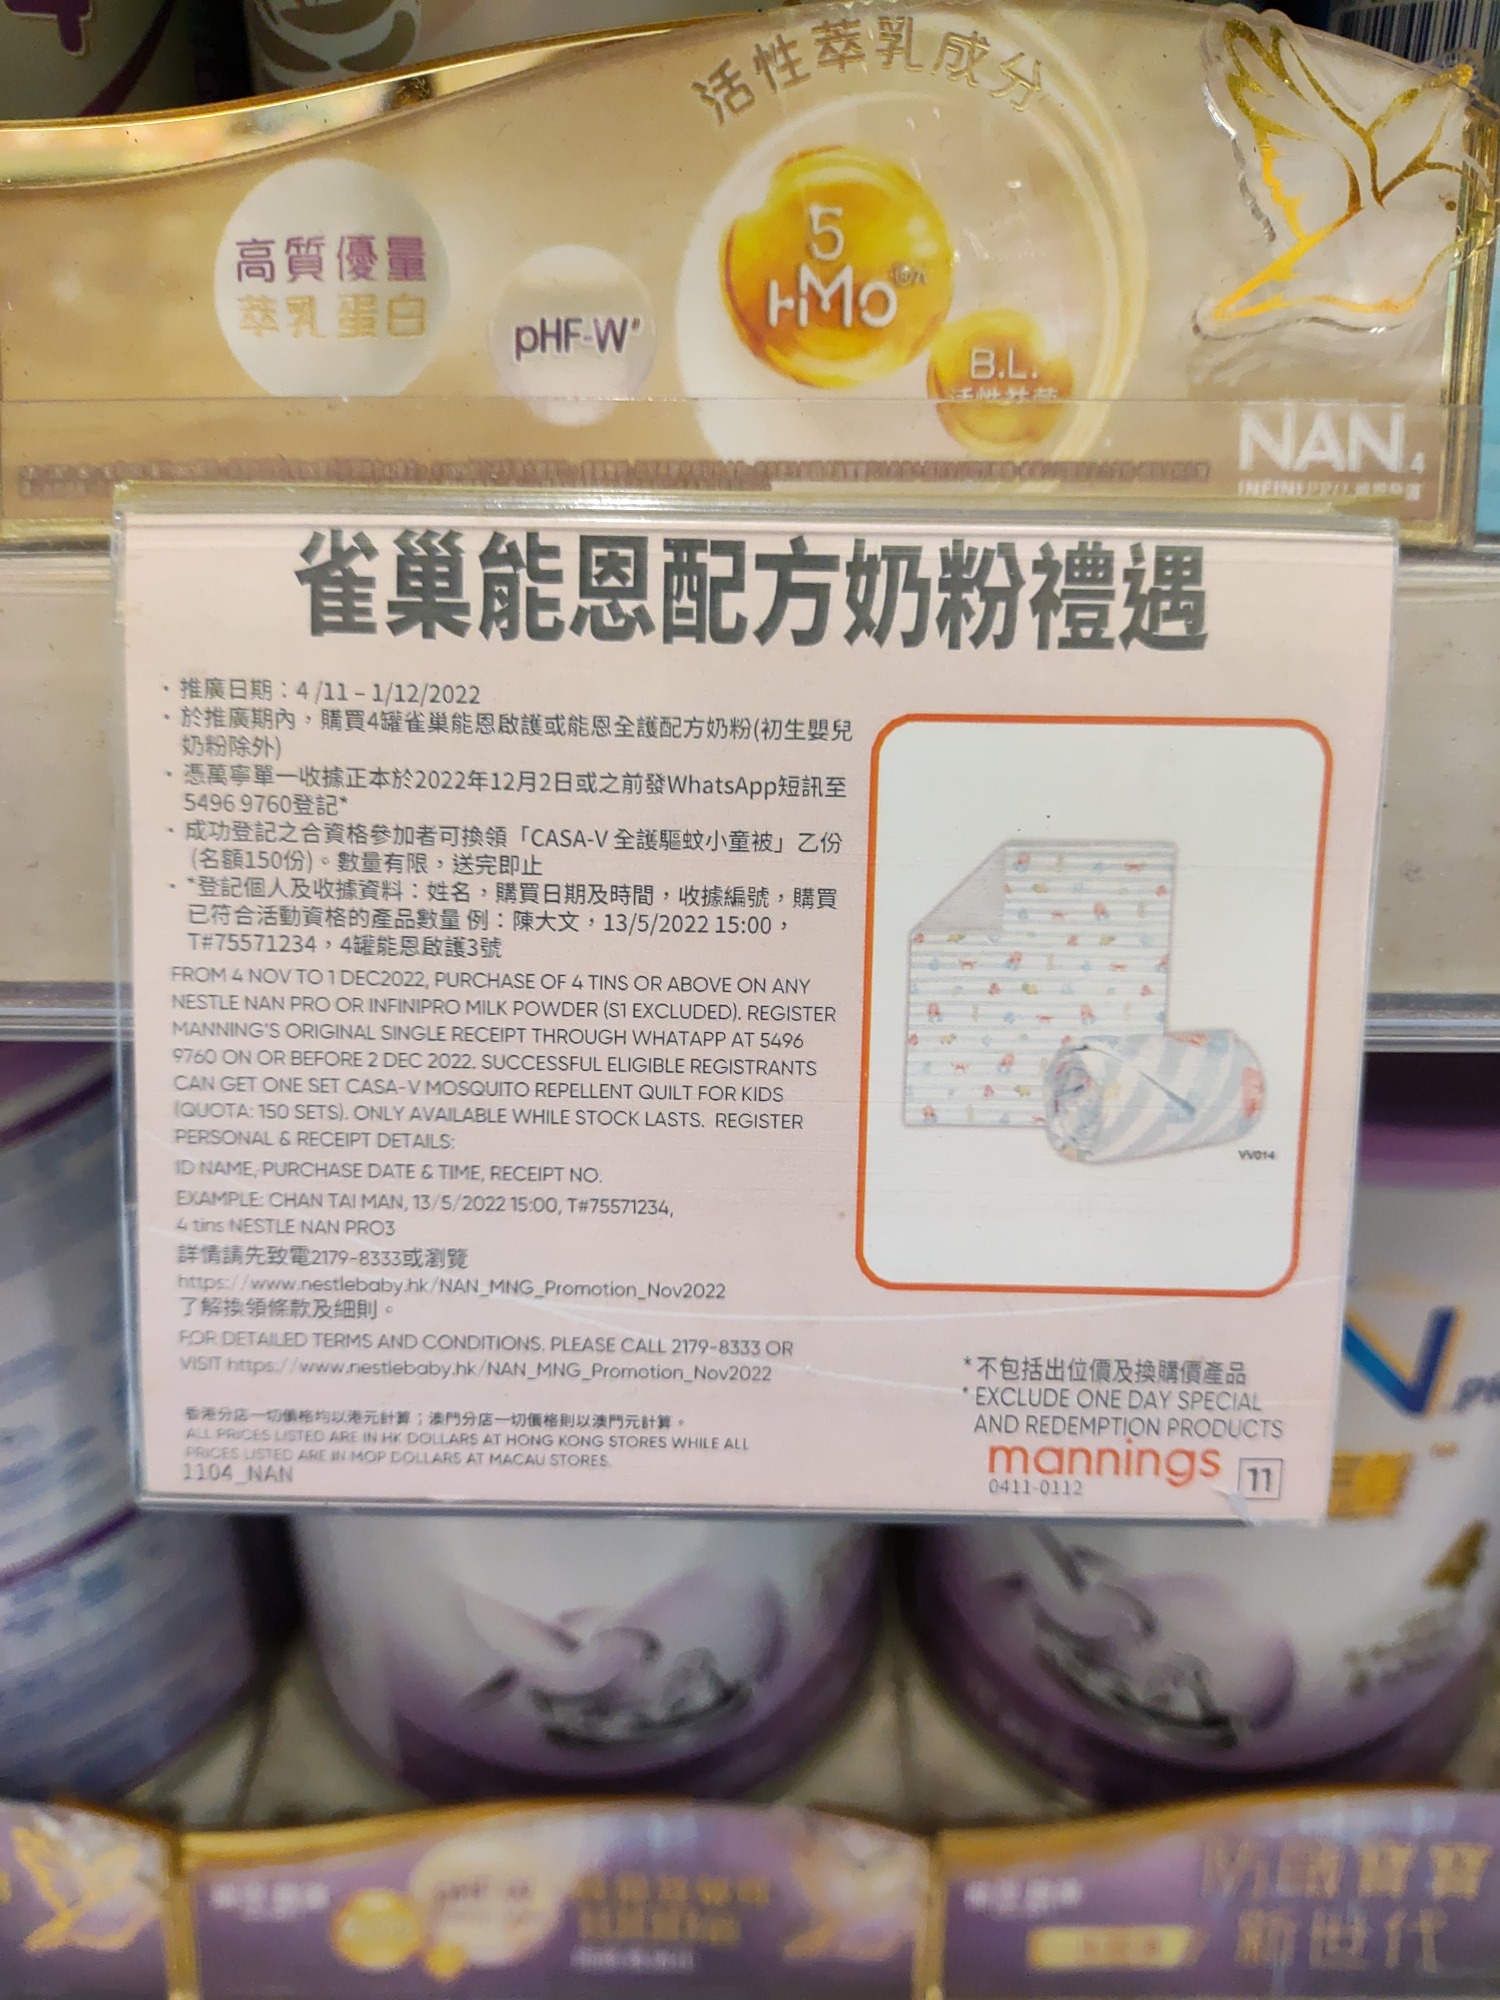 活性萃乳成分
高質優量
萃乳蛋白
pHF-W#
5
HMO
B.L.
NAN
4
雀巢能恩配方奶粉禮遇
· 推廣日期：4 /11 – 1/12/2022
· 於推廣期內，購買4罐雀巢能恩啟護或能恩全護配方奶粉(初生嬰兒
奶粉除外)
· 憑萬寧單一收據正本於2022年12月2日或之前發WhatsApp短訊至
5496 9760登記*
· 成功登記之合資格參加者可換領「CASA-V 全護驅蚊小童被」乙份
(名額150份)。數量有限，送完即止
· *登記個人及收據資料：姓名，購買日期及時間，收據編號，購買
已符合活動資格的產品數量 例：陳大文，13/5/2022 15:00，
T#75571234，4罐能恩啟護3號
FROM 4 NOV TO 1 DEC2022, PURCHASE OF 4 TINS OR ABOVE ON ANY
NESTLE NAN PRO OR INFINIPRO MILK POWDER (S1 EXCLUDED). REGISTER
MANNING'S ORIGINAL SINGLE RECEIPT THROUGH WHATAPP AT 5496
9760 ON OR BEFORE 2 DEC 2022. SUCCESSFUL ELIGIBLE REGISTRANTS
CAN GET ONE SET CASA-V MOSQUITO REPELLENT QUILT FOR KIDS
(QUOTA: 150 SETS). ONLY AVAILABLE WHILE STOCK LASTS. REGISTER
PERSONAL & RECEIPT DETAILS:
ID NAME, PURCHASE DATE & TIME, RECEIPT NO.
EXAMPLE: CHAN TAI MAN, 13/5/2022 15:00, T#75571234,
4 tins NESTLE NAN PRO3
詳情請先致電2179-8333或瀏覽
https://www.nestlebaby.hk/NAN_MNG_Promotion_Nov2022
了解換領條款及細則。
FOR DETAILED TERMS AND CONDITIONS. PLEASE CALL 2179-8333 OR
VISIT https://www.nestlebaby.hk/NAN_MNG_Promotion_Nov2022
香港分店一切價格均以港元計算；澳門分店一切價格則以澳門元計算。
ALL PRICES LISTED ARE IN HK DOLLARS AT HONG KONG STORES WHILE ALL
PRICES LISTED ARE IN MOP DOLLARS AT MACAU STORES.
1104_NAN
VV014
*不包括出位價及換購價產品
*EXCLUDE ONE DAY SPECIAL
AND REDEMPTION PRODUCTS
mannings
0411-0112
11
新世代